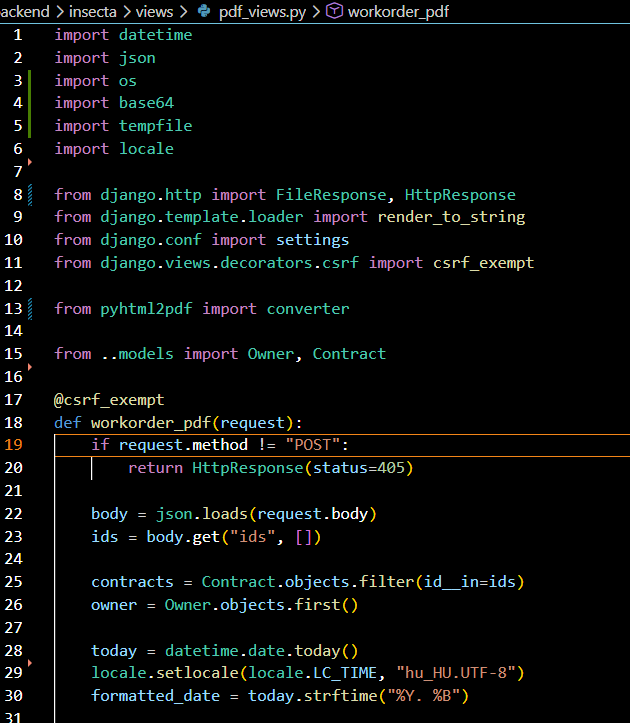 ackend > insecta > views > pdf_views.py > workorder_pdf
1 import datetime
2 import json
3 import os
4 import base64
5 import tempfile
6 import locale
7
8 from django.http import FileResponse, HttpResponse
9 from django.template.loader import render_to_string
10 from django.conf import settings
11 from django.views.decorators.csrf import csrf_exempt
12
13 from pyhtml2pdf import converter
14
15 from ..models import Owner, Contract
16
17 @csrf_exempt
18 def workorder_pdf(request):
19     if request.method != "POST":
20         return HttpResponse(status=405)
21
22     body = json.loads(request.body)
23     ids = body.get("ids", [])
24
25     contracts = Contract.objects.filter(id__in=ids)
26     owner = Owner.objects.first()
27
28     today = datetime.date.today()
29     locale.setlocale(locale.LC_TIME, "hu_HU.UTF-8")
30     formatted_date = today.strftime("%Y. %B")
31